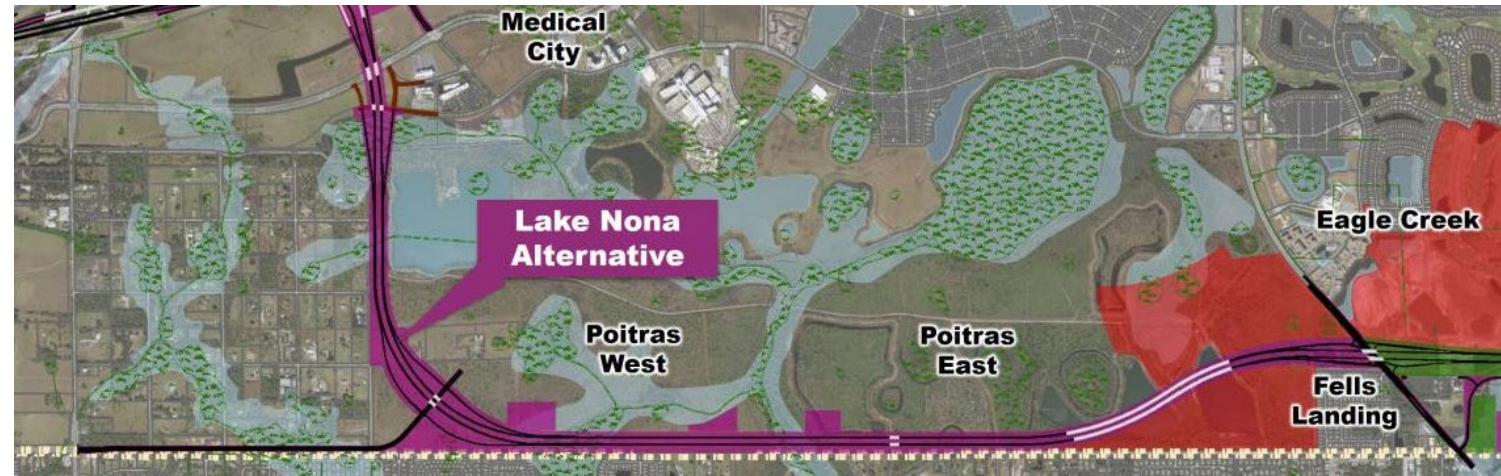 Medical
City
Lake Nona
Alternative
Eagle Creek
Poitras
West
Poitras
East
Fells
Landing